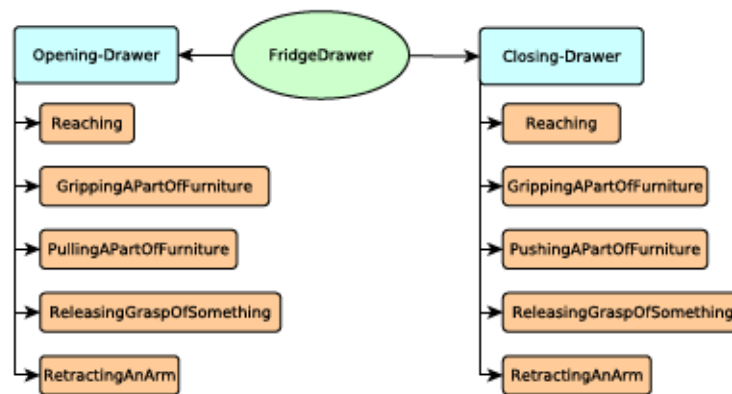 Opening-Drawer
FridgeDrawer
Closing-Drawer
Reaching
Reaching
GrippingAPartOfFurniture
GrippingAPartOfFurniture
PullingAPartOfFurniture
PushingAPartOfFurniture
ReleasingGraspOfSomething
ReleasingGraspOfSomething
RetractingAnArm
RetractingAnArm